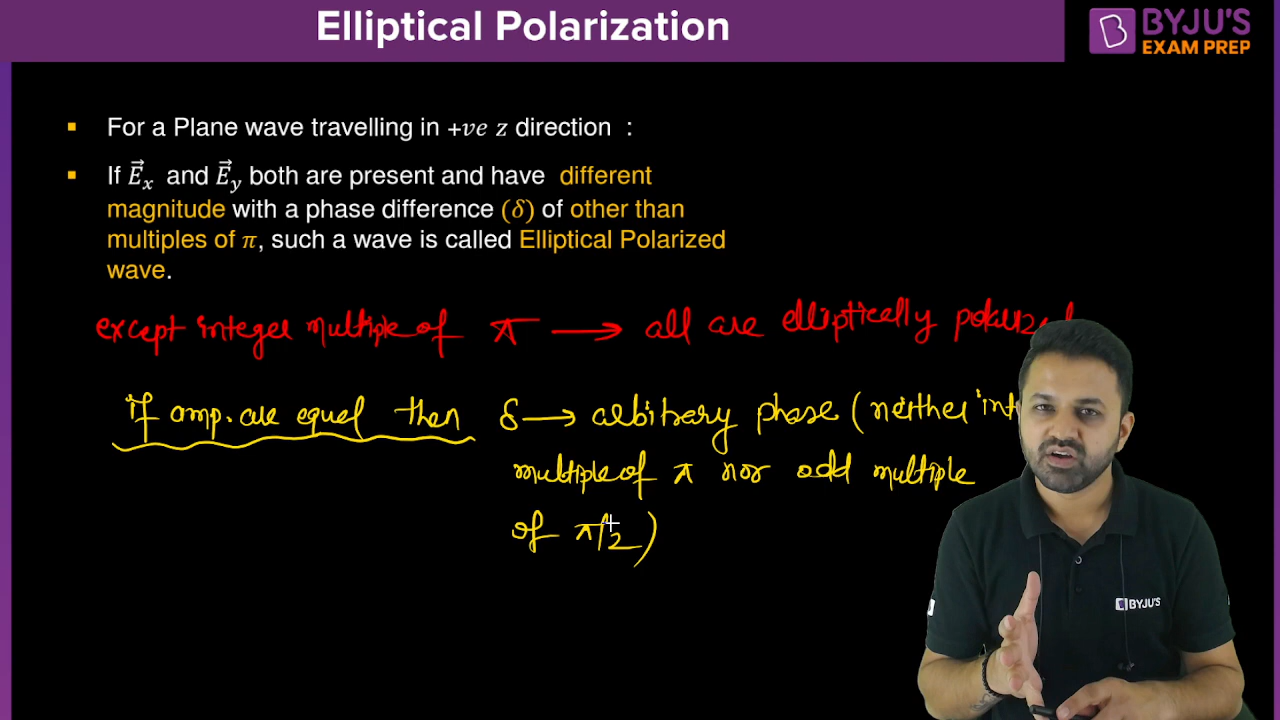 Elliptical Polarization
BYJU'S
EXAM PREP
For a Plane wave travelling in +ve z direction :
If E⃗ₓ and E⃗ᵧ both are present and have different
magnitude with a phase difference (δ) of other than
multiples of π, such a wave is called Elliptical Polarized
wave.
except integer multiple of π ⟶ all are elliptically polarized
if amp. are equal then δ ⟶ arbitrary phase (neither int
multiple of π nor odd multiple
of π/2)
BYJU'S